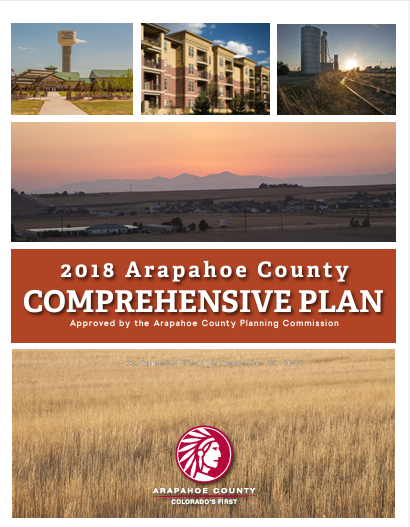 2018 Arapahoe County
COMPREHENSIVE PLAN
Approved by the Arapahoe County Planning Commission
ARAPAHOE COUNTY
COLORADO'S FIRST